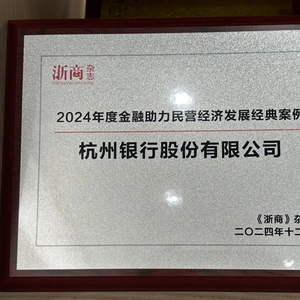 浙商杂志
2024年度金融助力民营经济发展经典案例
杭州银行股份有限公司
《浙商》杂
二〇二四年十二